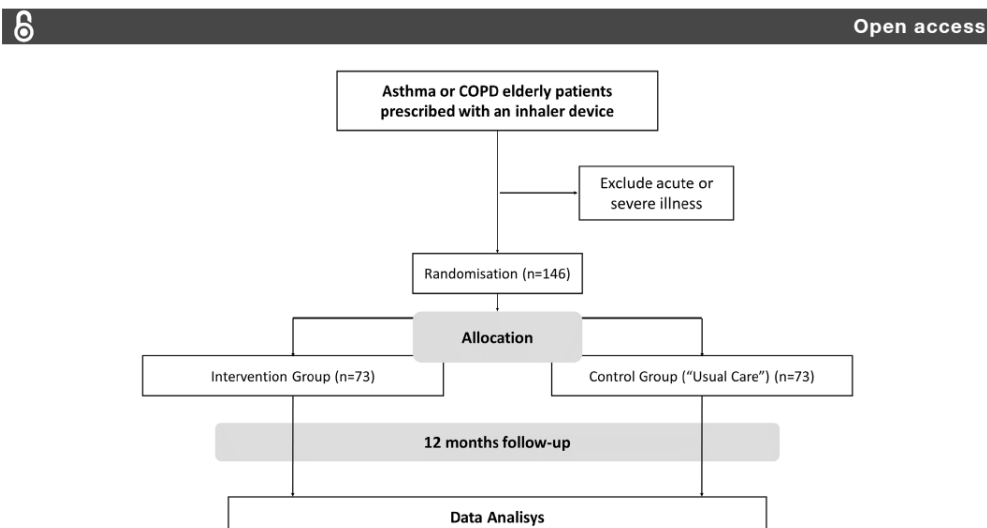 Open access
Asthma or COPD elderly patients
prescribed with an inhaler device
Exclude acute or
severe illness
Randomisation (n=146)
Allocation
Intervention Group (n=73)
Control Group (“Usual Care”) (n=73)
12 months follow-up
Data Analisys